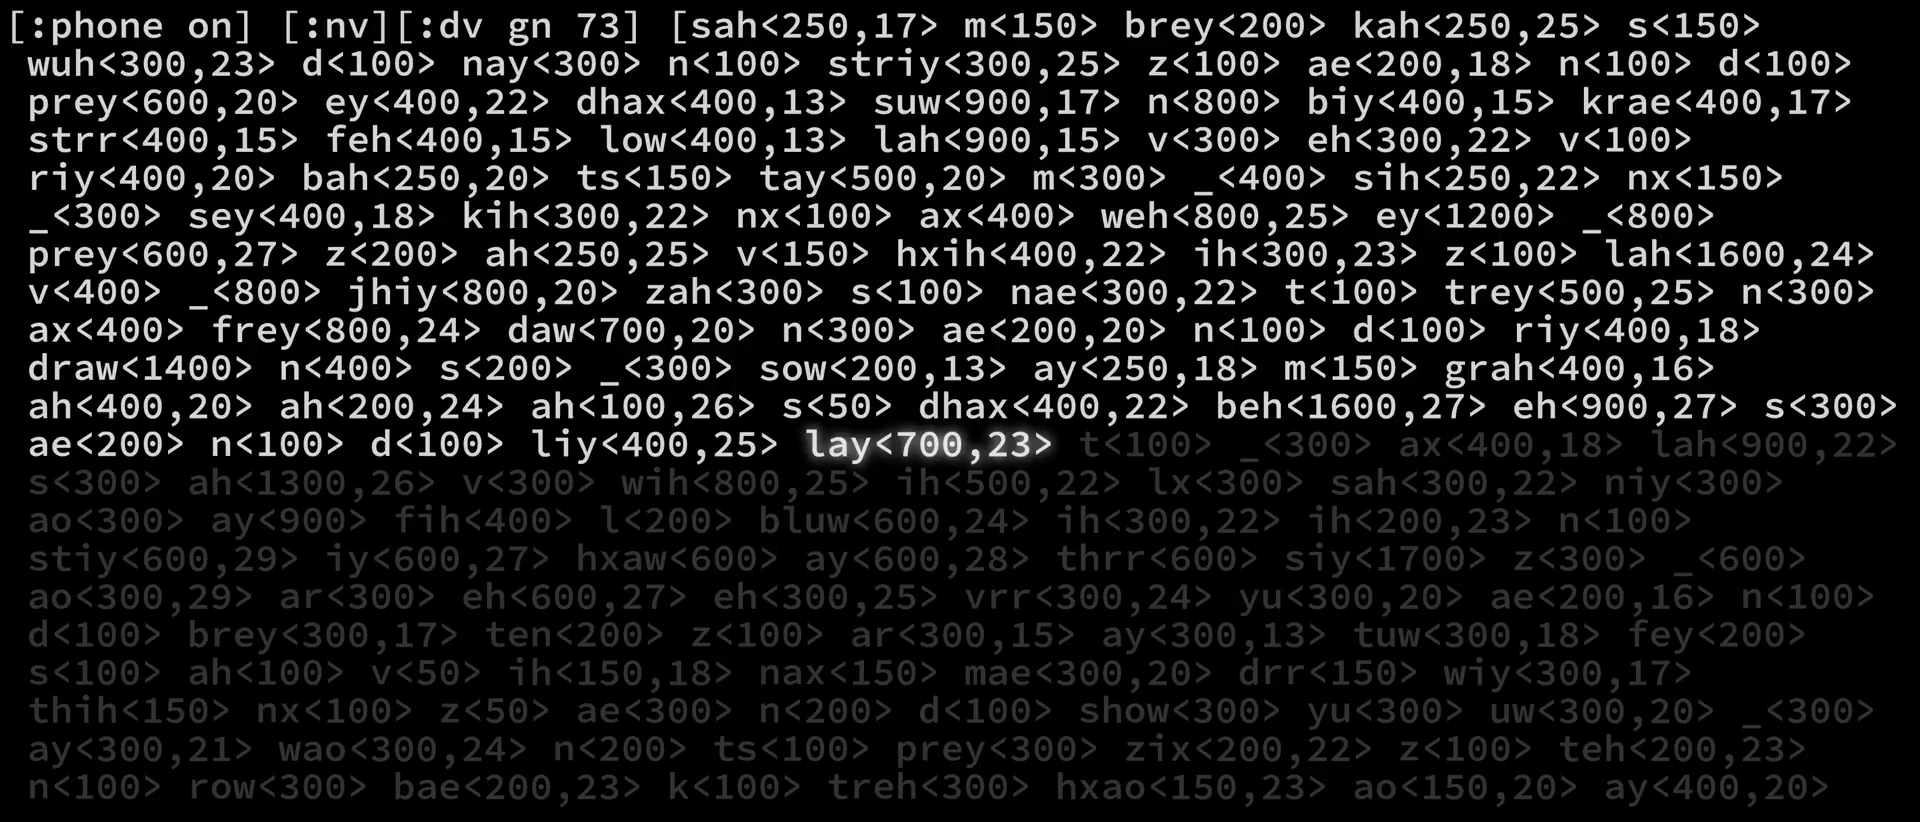 [:phone on] [:nv][:dv gn 73] [sah<250,17> m<150> brey<200> kah<250,25> s<150>
wuh<300,23> d<100> nay<300> n<100> striy<300,25> z<100> ae<200,18> n<100> d<100>
prey<600,20> ey<400,22> dhax<400,13> suw<900,17> n<800> biy<400,15> krae<400,17>
strr<400,15> feh<400,15> low<400,13> lah<900,15> v<300> eh<300,22> v<100>
riy<400,20> bah<250,20> ts<150> tay<500,20> m<300> _<400> sih<250,22> nx<150>
_<300> sey<400,18> kih<300,22> nx<100> ax<400> weh<800,25> ey<1200> _<800>
prey<600,27> z<200> ah<250,25> v<150> hxih<400,22> ih<300,23> z<100> lah<1600,24>
v<400> _<800> jhiy<800,20> zah<300> s<100> nae<300,22> t<100> trey<500,25> n<300>
ax<400> frey<800,24> daw<700,20> n<300> ae<200,20> n<100> d<100> riy<400,18>
draw<1400> n<400> s<200> _<300> sow<200,13> ay<250,18> m<150> grah<400,16>
ah<400,20> ah<200,24> ah<100,26> s<50> dhax<400,22> beh<1600,27> eh<900,27> s<300>
ae<200> n<100> d<100> liy<400,25> lay<700,23> t<100> _<300> ax<400,18> lah<900,22>
s<300> ah<1300,26> v<300> wih<800,25> ih<500,22> lx<300> sah<300,22> niy<300>
ao<300> ay<900> fih<400> l<200> bluw<600,24> ih<300,22> ih<200,23> n<100>
stiy<600,29> iy<600,27> hxaw<600> ay<600,28> thrr<600> siy<1700> z<300> _<600>
ao<300,29> ar<300> eh<600,27> eh<300,25> vrr<300,24> yu<300,20> ae<200,16> n<100>
d<100> brey<300,17> ten<200> z<100> ar<300,15> ay<300,13> tuw<300,18> fey<200>
s<100> ah<100> v<50> ih<150,18> nax<150> mae<300,20> drr<150> wiy<300,17>
thih<150> nx<100> z<50> ae<300> n<200> d<100> show<300> yu<300> uw<300,20> _<300>
ay<300,21> wao<300,24> n<200> ts<100> prey<300> zix<200,22> z<100> teh<200,23>
n<100> row<300> bae<200,23> k<100> treh<300> hxao<150,23> ao<150,20> ay<400,20>